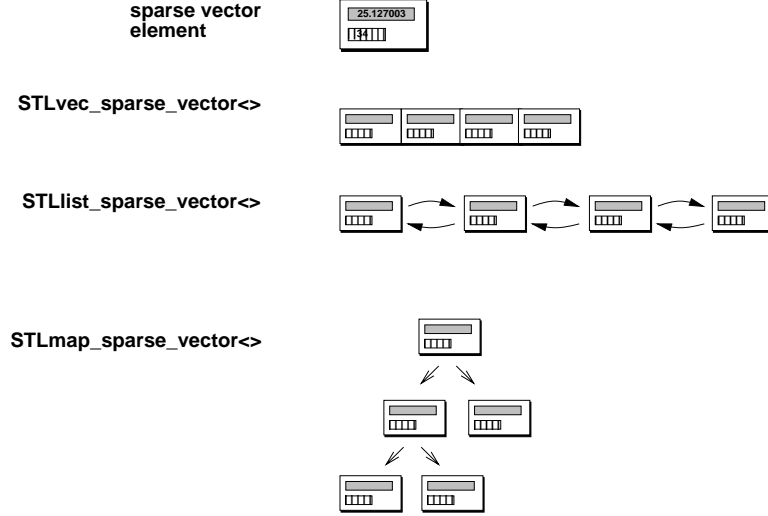 sparse vector
element
25.127003
34
STLvec_sparse_vector<>
STLlist_sparse_vector<>
STLmap_sparse_vector<>